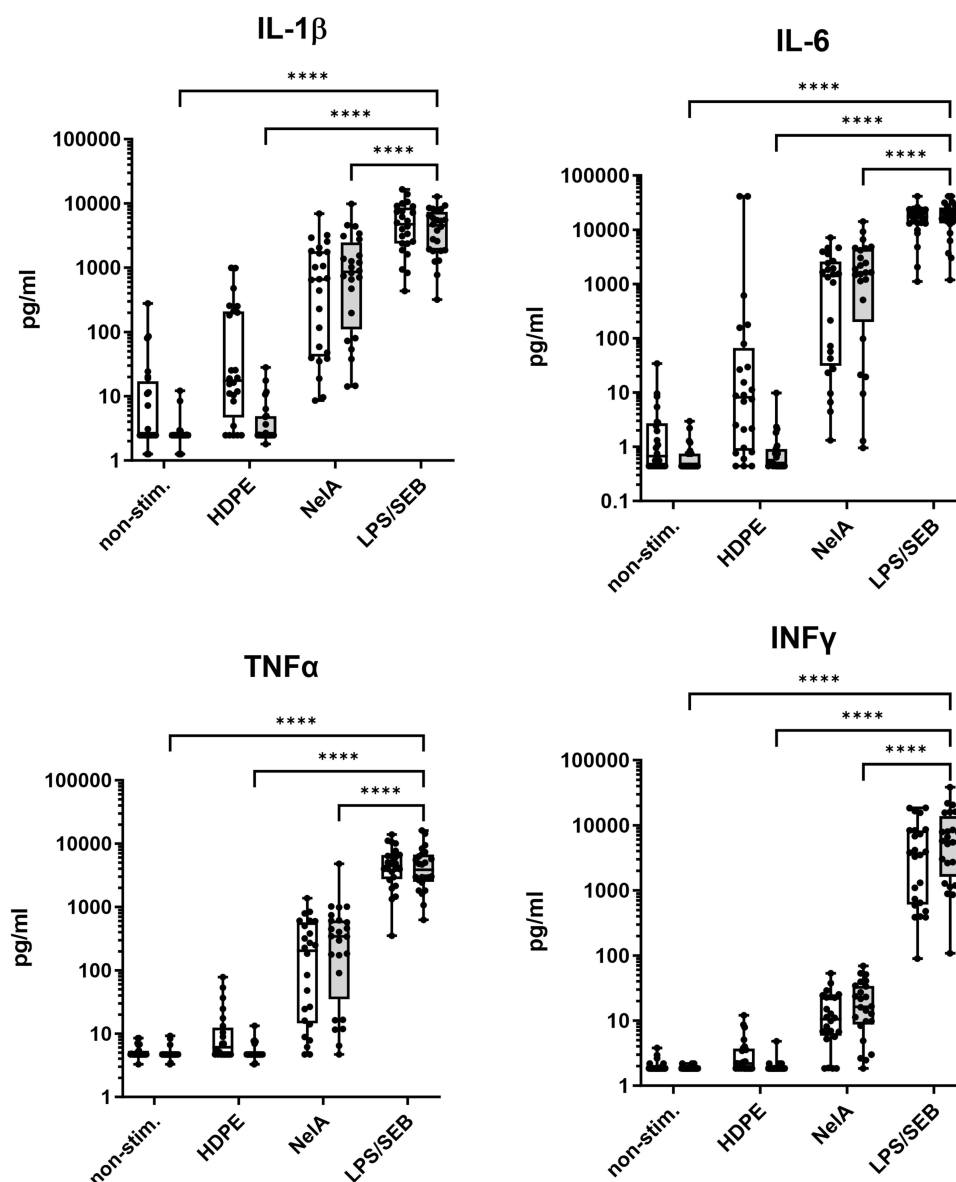 IL-1β
****
****
****
100000
10000
1000
100
10
1
pg/ml
non-stim.
HDPE
NelA
LPS/SEB
IL-6
****
****
****
100000
10000
1000
100
10
1
0.1
pg/ml
non-stim.
HDPE
NelA
LPS/SEB
TNFα
****
****
****
100000
10000
1000
100
10
1
pg/ml
non-stim.
HDPE
NelA
LPS/SEB
INFγ
****
****
****
100000
10000
1000
100
10
1
pg/ml
non-stim.
HDPE
NelA
LPS/SEB